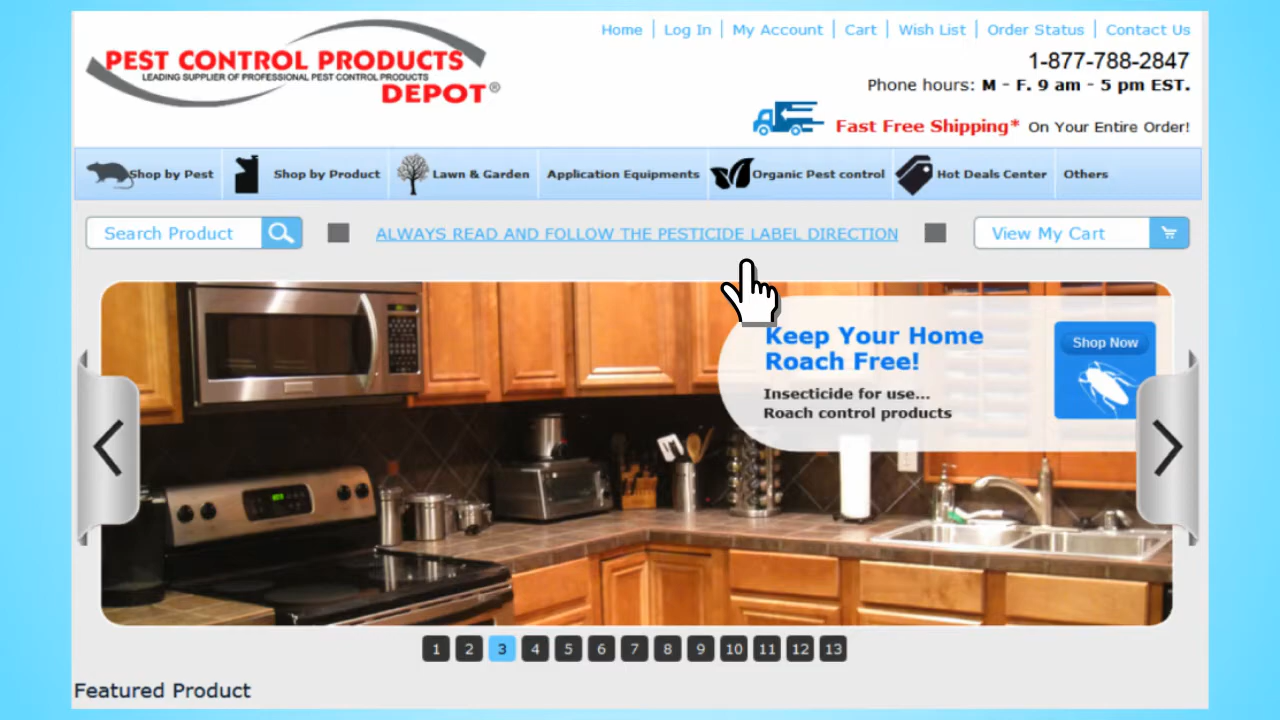 Home | Log In | My Account | Cart | Wish List | Order Status | Contact Us
PEST CONTROL PRODUCTS
LEADING SUPPLIER OF PROFESSIONAL PEST CONTROL PRODUCTS
DEPOT®
1-877-788-2847
Phone hours: M - F. 9 am - 5 pm EST.
Fast Free Shipping* On Your Entire Order!
Shop by Pest
Shop by Product
Lawn & Garden
Application Equipments
Organic Pest control
Hot Deals Center
Others
Search Product
ALWAYS READ AND FOLLOW THE PESTICIDE LABEL DIRECTION
View My Cart
Keep Your Home
Roach Free!
Insecticide for use...
Roach control products
Shop Now
1 2 3 4 5 6 7 8 9 10 11 12 13
Featured Product